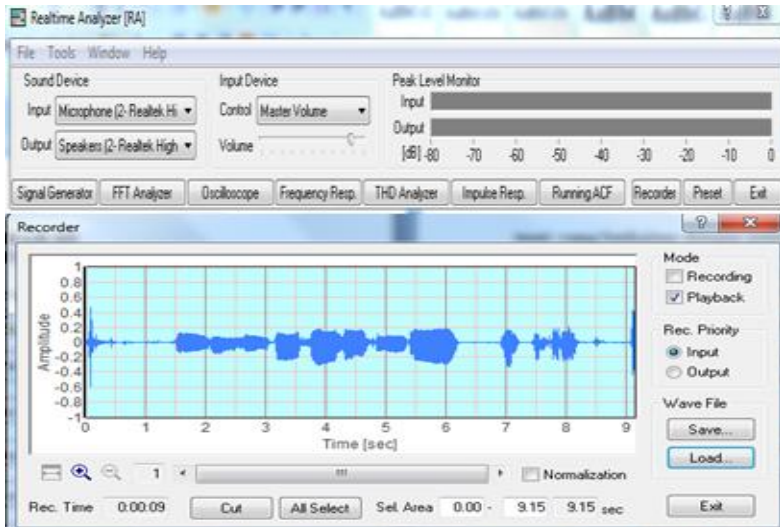 Realtime Analyzer [RA]
File Tools Window Help
Sound Device Input Device Peak Level Monitor
Input Microphone (2- Realtek Hi Control Master Volume Input
Output Speakers (2- Realtek High Volume Output
[dB] -80 -70 -60 -50 -40 -30 -20 -10 0
Signal Generator FFT Analyzer Oscilloscope Frequency Resp. THD Analyzer Impulse Resp. Running ACF Recorder Preset Exit
Recorder
Mode
Recording
Playback
Rec. Priority
Input
Output
Wave File
Save...
Load...
1
0.8
0.6
0.4
0.2
0
-0.2
-0.4
-0.6
-0.8
-1
Amplitude
0 1 2 3 4 5 6 7 8 9
Time [sec]
1 Normalization
Rec. Time 0:00:09 Cut All Select Sel. Area 0.00 - 9.15 9.15 sec Exit